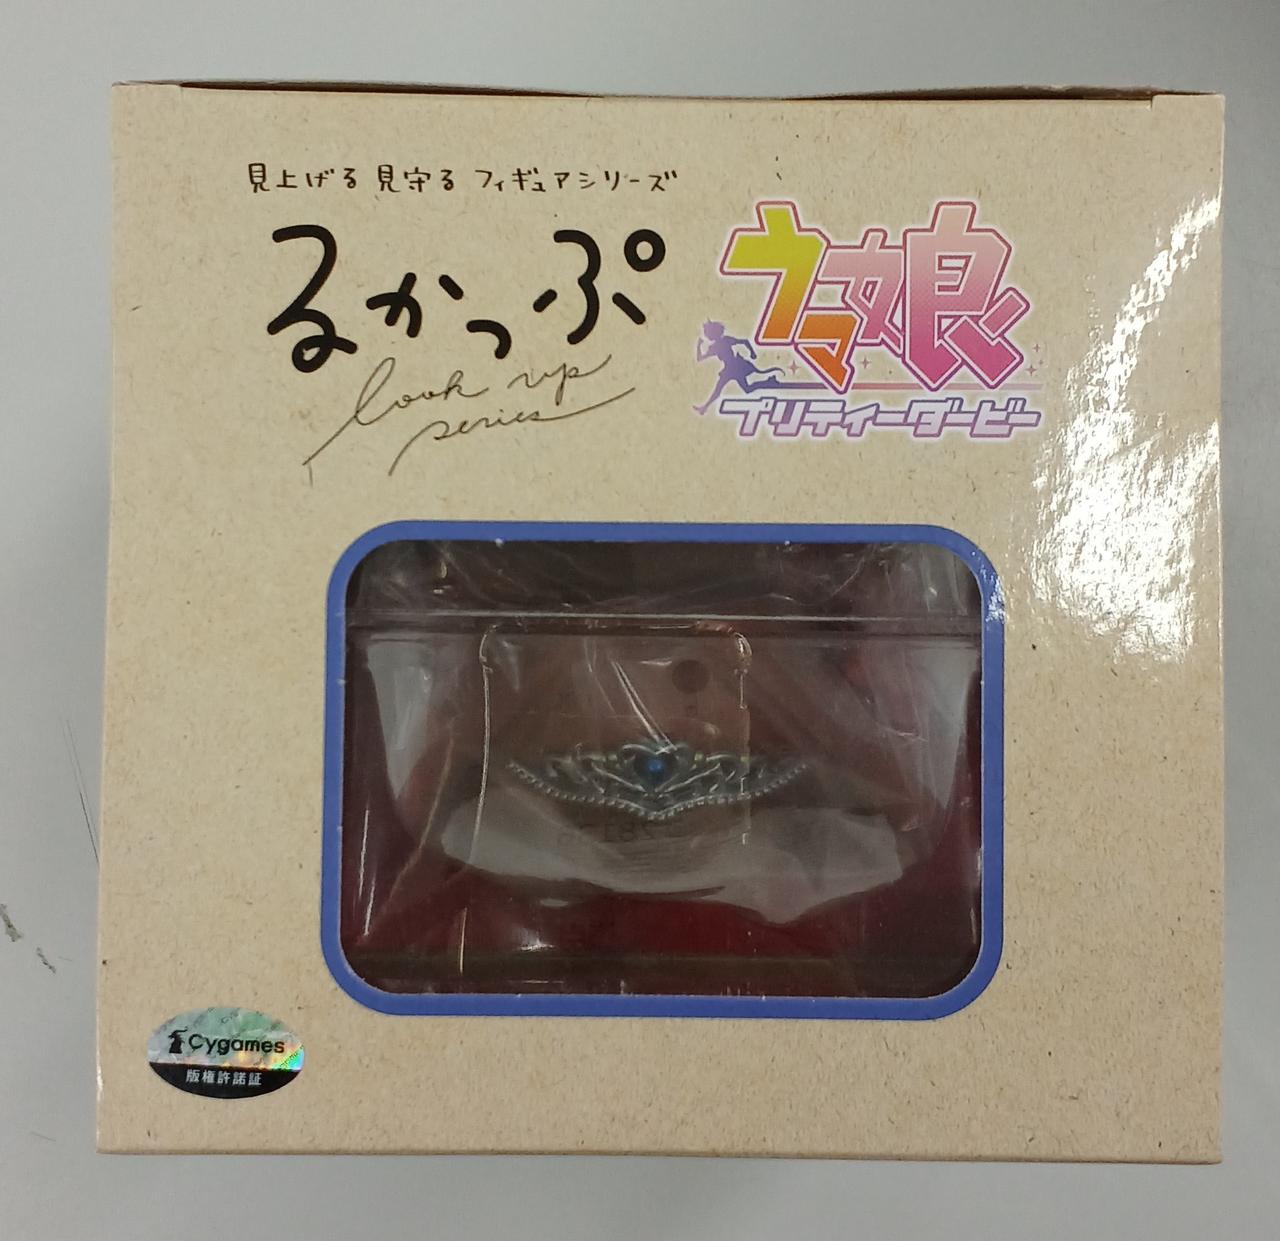 見上げる 見守る フィギュアシリーズ
るかっぷ
look up
series
ウマ娘
プリティーダービー
Cygames
版権許諾証